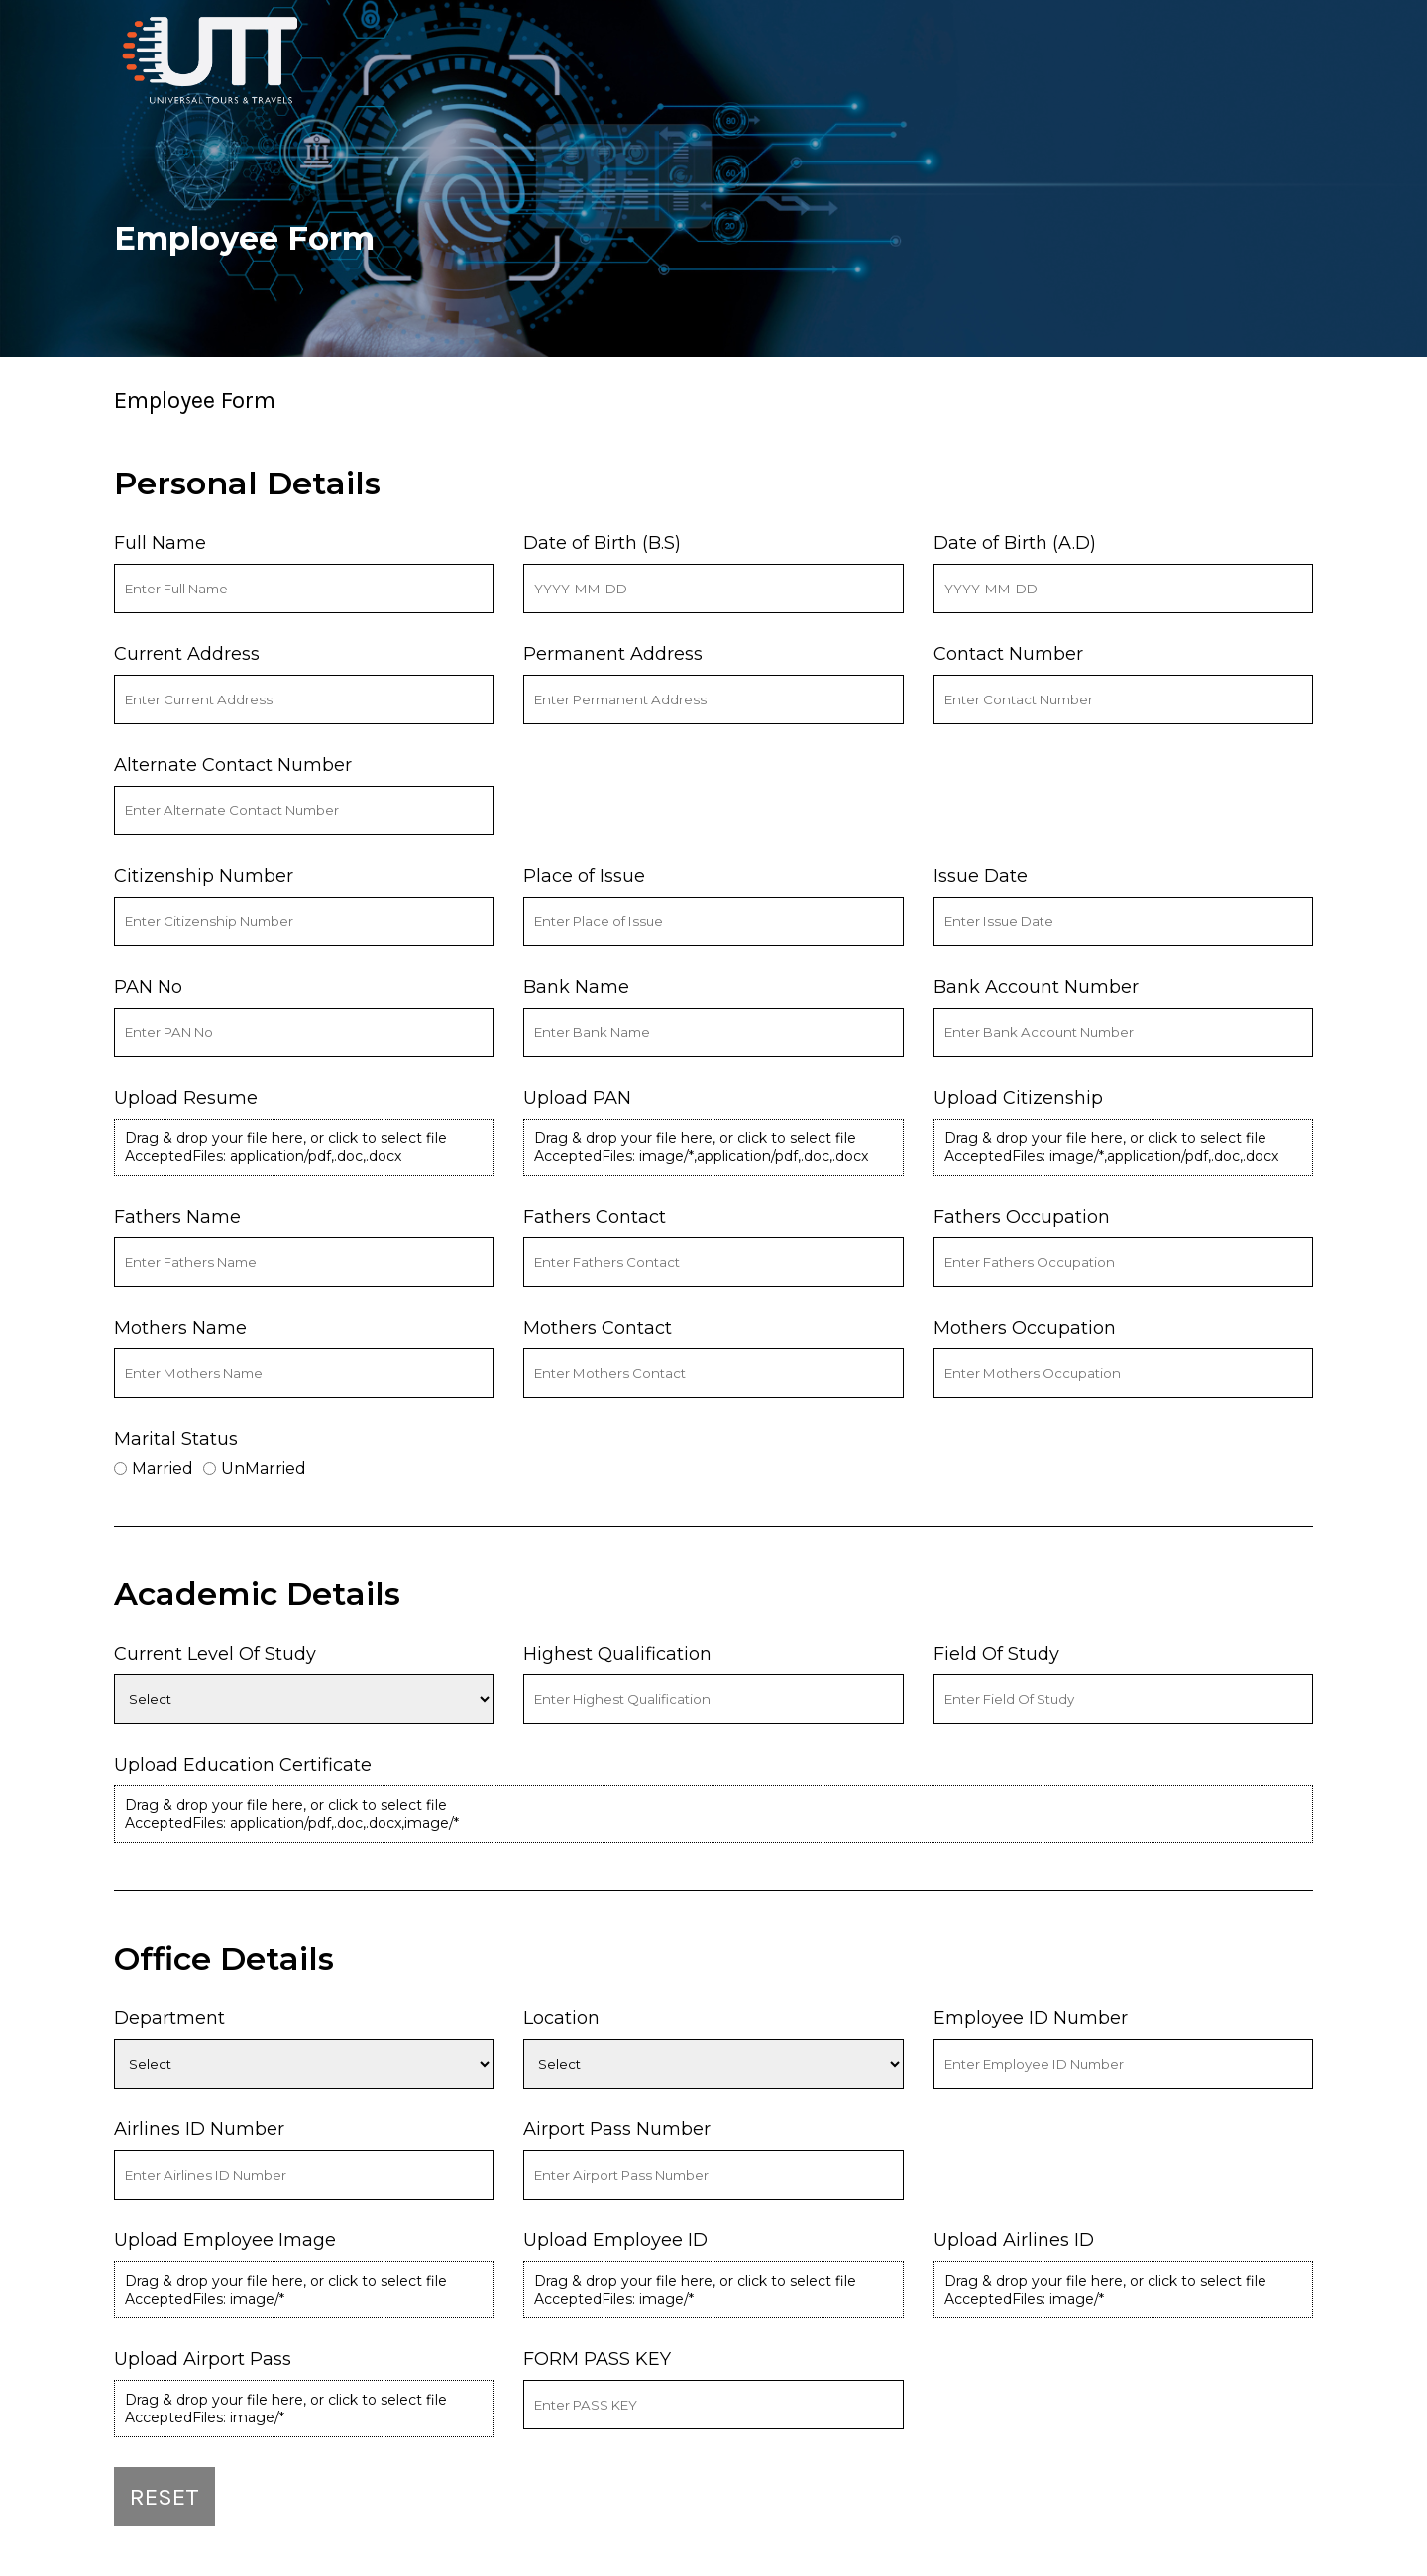 UTT
UNIVERSAL TOURS & TRAVELS
80
60
20
Employee Form
Employee Form
Personal Details
Full Name Date of Birth (B.S) Date of Birth (A.D)
Enter Full Name YYYY-MM-DD YYYY-MM-DD
Current Address Permanent Address Contact Number
Enter Current Address Enter Permanent Address Enter Contact Number
Alternate Contact Number
Enter Alternate Contact Number
Citizenship Number Place of Issue Issue Date
Enter Citizenship Number Enter Place of Issue Enter Issue Date
PAN No Bank Name Bank Account Number
Enter PAN No Enter Bank Name Enter Bank Account Number
Upload Resume Upload PAN Upload Citizenship
Drag & drop your file here, or click to select file Drag & drop your file here, or click to select file Drag & drop your file here, or click to select file
AcceptedFiles: application/pdf,.doc,.docx AcceptedFiles: image/*,application/pdf,.doc,.docx AcceptedFiles: image/*,application/pdf,.doc,.docx
Fathers Name Fathers Contact Fathers Occupation
Enter Fathers Name Enter Fathers Contact Enter Fathers Occupation
Mothers Name Mothers Contact Mothers Occupation
Enter Mothers Name Enter Mothers Contact Enter Mothers Occupation
Marital Status
Married UnMarried
Academic Details
Current Level Of Study Highest Qualification Field Of Study
Select Enter Highest Qualification Enter Field Of Study
Upload Education Certificate
Drag & drop your file here, or click to select file
AcceptedFiles: application/pdf,.doc,.docx,image/*
Office Details
Department Location Employee ID Number
Select Select Enter Employee ID Number
Airlines ID Number Airport Pass Number
Enter Airlines ID Number Enter Airport Pass Number
Upload Employee Image Upload Employee ID Upload Airlines ID
Drag & drop your file here, or click to select file Drag & drop your file here, or click to select file Drag & drop your file here, or click to select file
AcceptedFiles: image/* AcceptedFiles: image/* AcceptedFiles: image/*
Upload Airport Pass FORM PASS KEY
Drag & drop your file here, or click to select file Enter PASS KEY
AcceptedFiles: image/*
RESET